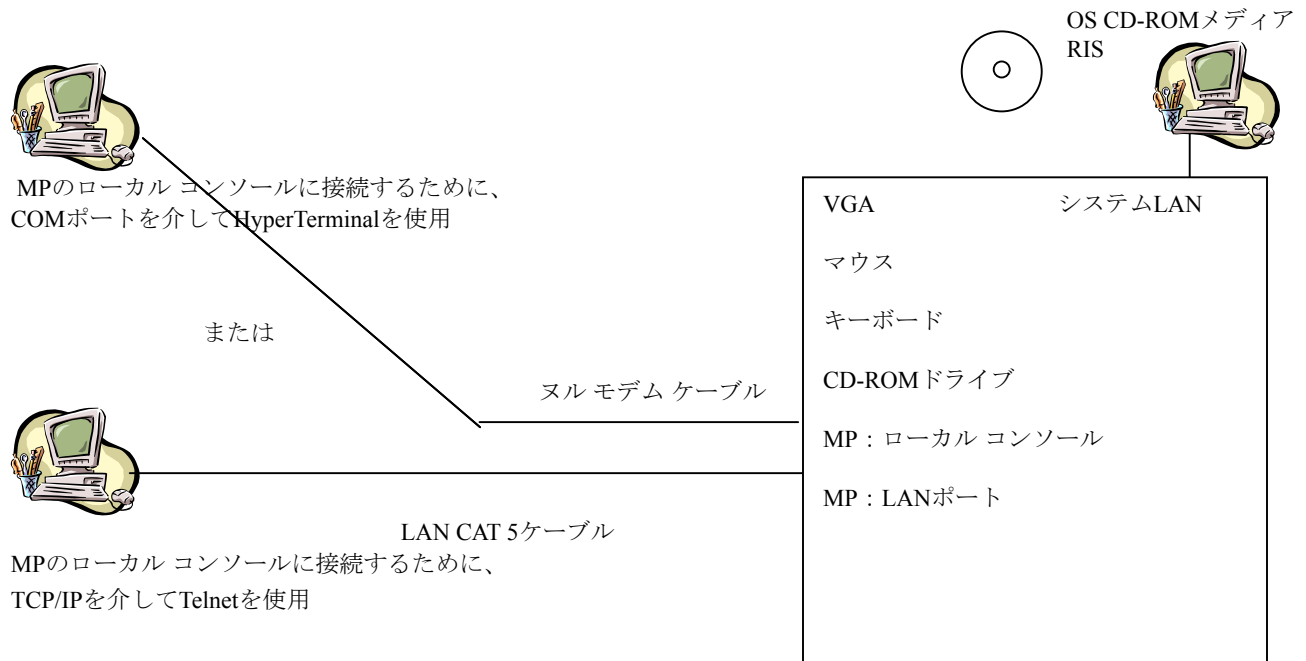 OS CD-ROMメディア
RIS
MPのローカル コンソールに接続するために、
COMポートを介してHyperTerminalを使用
VGA
システムLAN
マウス
キーボード
または
CD-ROMドライブ
ヌル モデム ケーブル
MP：ローカル コンソール
MP：LANポート
LAN CAT 5ケーブル
MPのローカル コンソールに接続するために、
TCP/IPを介してTelnetを使用